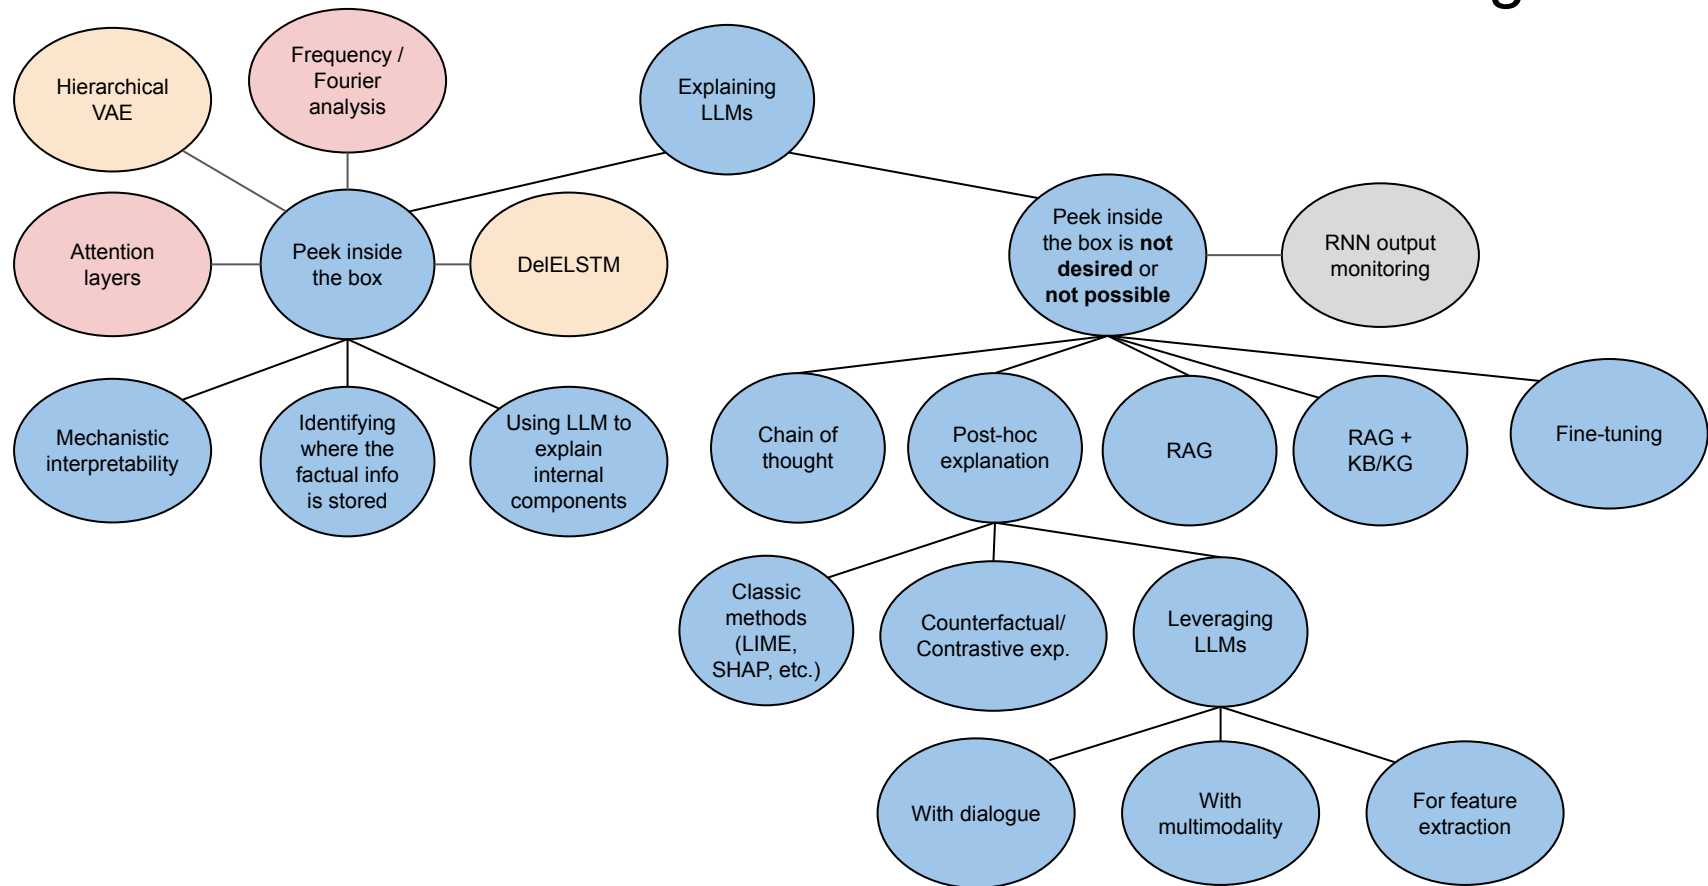 Hierarchical
VAE
Frequency /
Fourier
analysis
Explaining
LLMs
Attention
layers
Peek inside
the box
DelELSTM
Peek inside
the box is not
desired or
not possible
RNN output
monitoring
Mechanistic
interpretability
Identifying
where the
factual info
is stored
Using LLM to
explain
internal
components
Chain of
thought
Post-hoc
explanation
RAG
RAG +
KB/KG
Fine-tuning
Classic
methods
(LIME,
SHAP, etc.)
Counterfactual/
Contrastive exp.
Leveraging
LLMs
With dialogue
With
multimodality
For feature
extraction